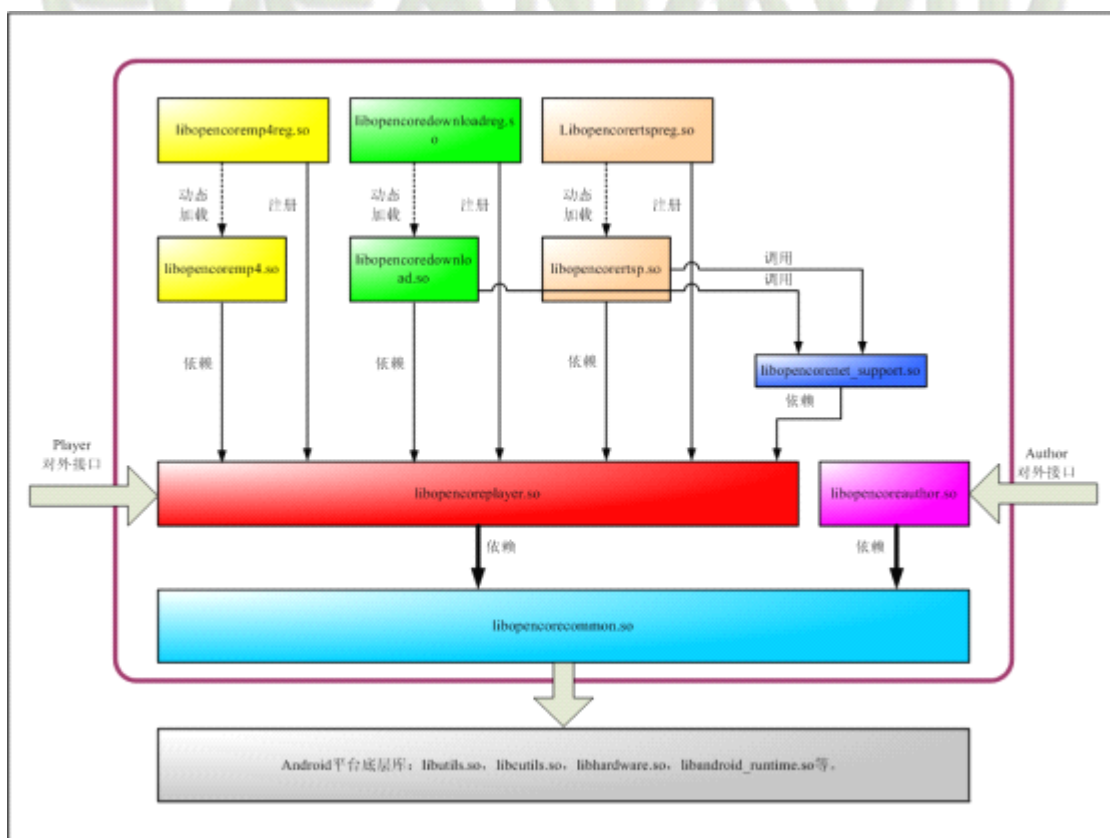 libopencoremp4reg.so
libopencoredownloadreg.s
o
Libopencorertspreg.so
动态
加载
注册
动态
加载
注册
动态
加载
注册
libopencoremp4.so
libopencoredownlo
ad.so
libopencorertsp.so
调用
调用
依赖
依赖
依赖
libopencorenet_support.so
依赖
Player
对外接口
libopencoreplayer.so
libopencoreauthor.so
Author
对外接口
依赖
依赖
libopencorecommon.so
Android平台底层库：libutils.so，libcutils.so，libhardware.so，libandroid_runtime.so等。